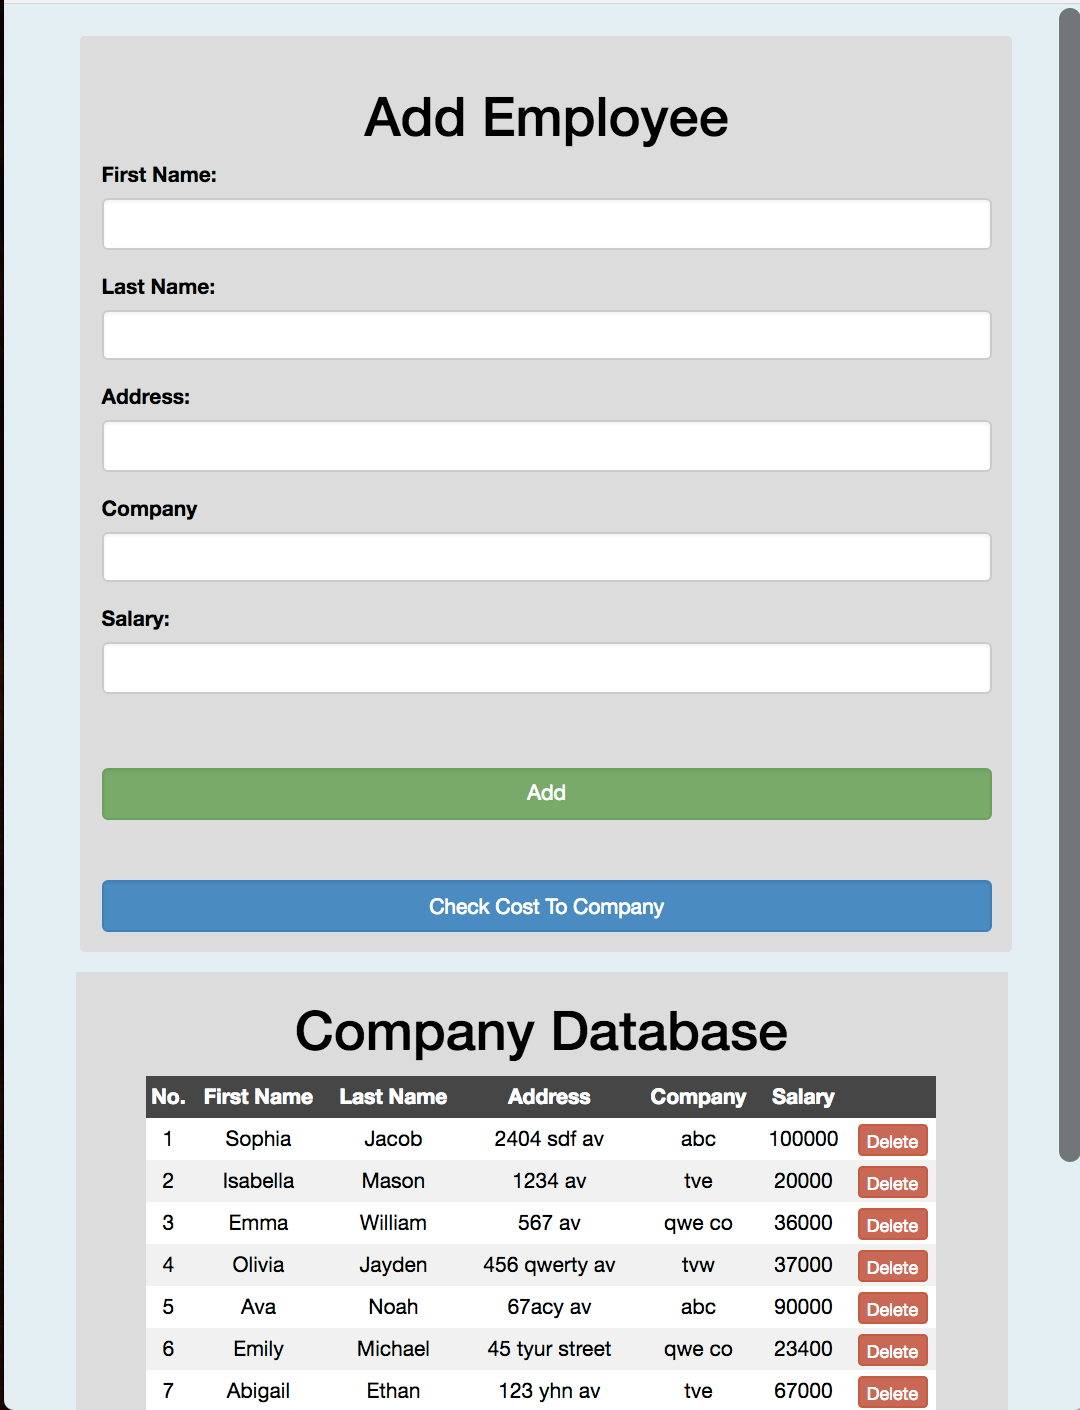 Add Employee
First Name:
Last Name:
Address:
Company
Salary:
Add
Check Cost To Company
Company Database
No. First Name Last Name Address Company Salary
1 Sophia Jacob 2404 sdf av abc 100000 Delete
2 Isabella Mason 1234 av tve 20000 Delete
3 Emma William 567 av qwe co 36000 Delete
4 Olivia Jayden 456 qwerty av tvw 37000 Delete
5 Ava Noah 67acy av abc 90000 Delete
6 Emily Michael 45 tyur street qwe co 23400 Delete
7 Abigail Ethan 123 yhn av tve 67000 Delete